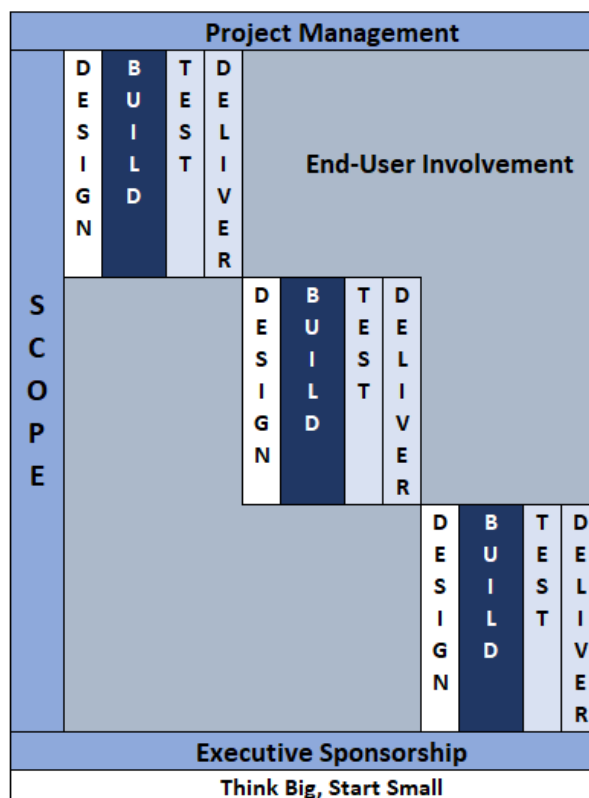 Project Management
SCOPE
DESIGN
BUILD
TEST
DELIVER
End-User Involvement
DESIGN
BUILD
TEST
DELIVER
DESIGN
BUILD
TEST
DELIVER
Executive Sponsorship
Think Big, Start Small